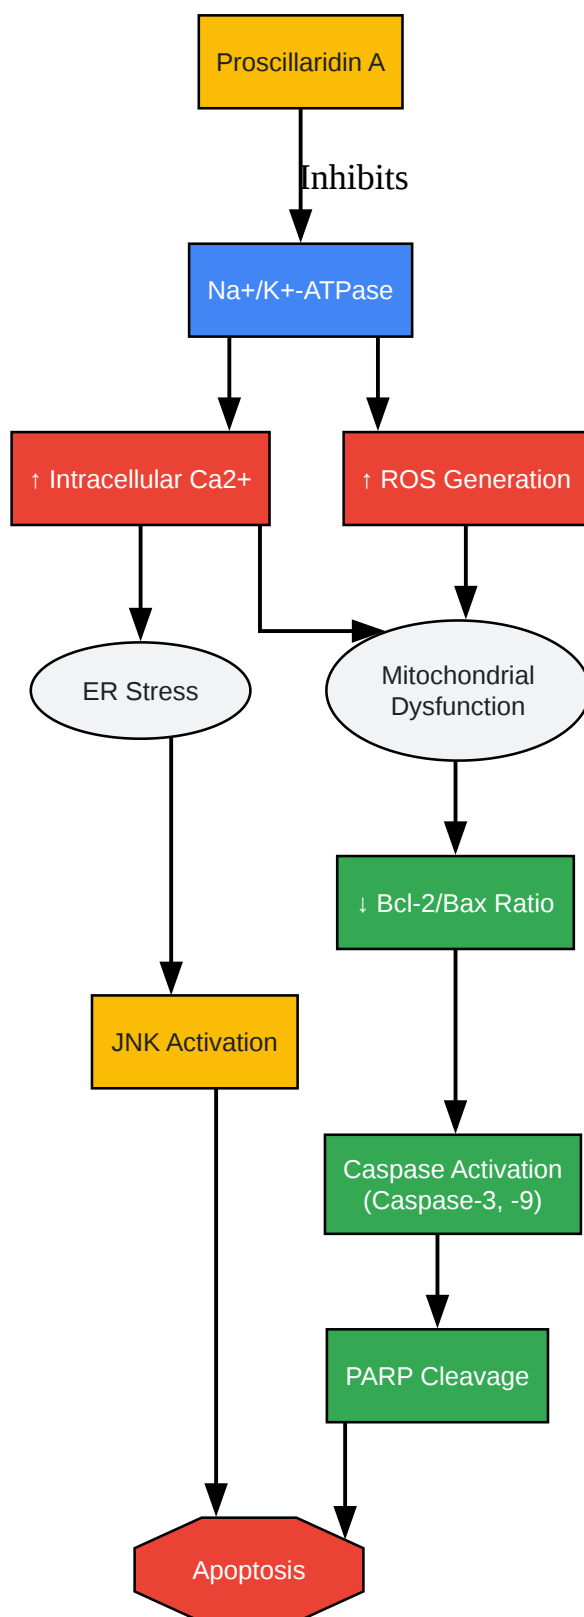 Proscillaridin A
Inhibits
Na+/K+-ATPase
↑ Intracellular Ca2+
↑ ROS Generation
ER Stress
Mitochondrial
Dysfunction
↓ Bcl-2/Bax Ratio
JNK Activation
Caspase Activation
(Caspase-3, -9)
PARP Cleavage
Apoptosis